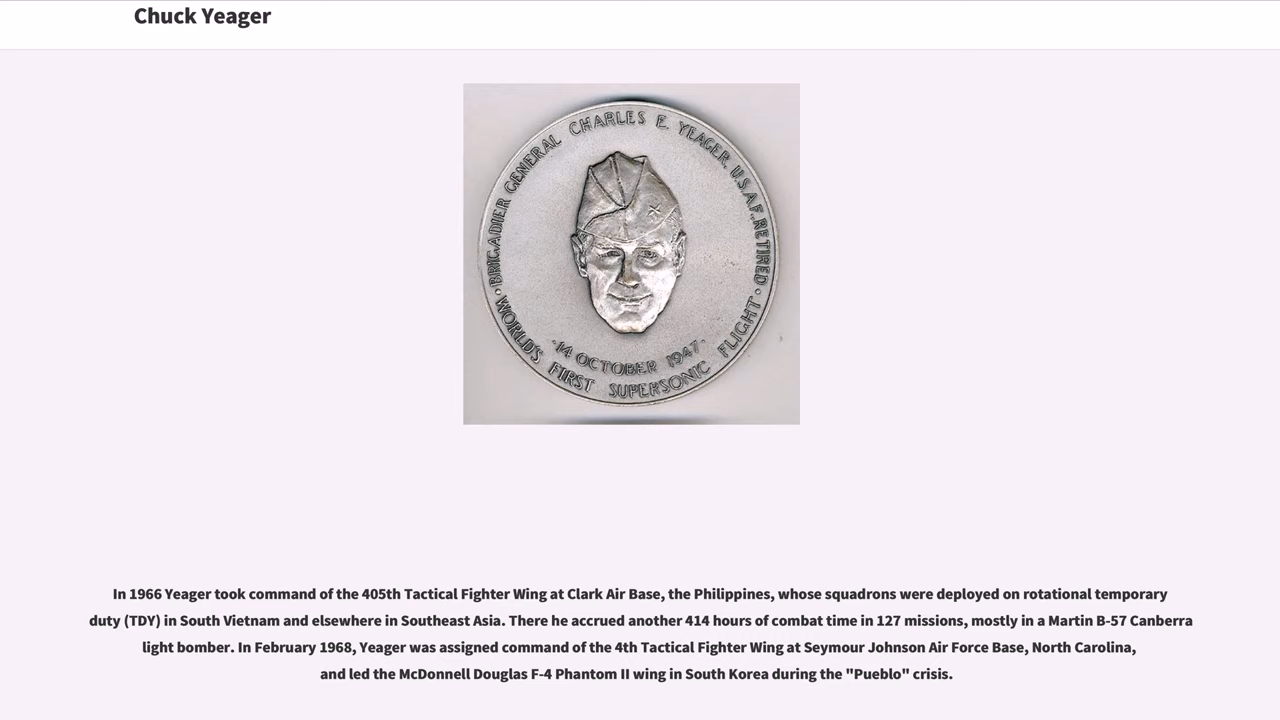 Chuck Yeager
BRIGADIER GENERAL CHARLES E. YEAGER, U.S.A.F. RETIRED
• WORLD'S FIRST SUPERSONIC FLIGHT •
·14 OCTOBER 1947·
In 1966 Yeager took command of the 405th Tactical Fighter Wing at Clark Air Base, the Philippines, whose squadrons were deployed on rotational temporary
duty (TDY) in South Vietnam and elsewhere in Southeast Asia. There he accrued another 414 hours of combat time in 127 missions, mostly in a Martin B-57 Canberra
light bomber. In February 1968, Yeager was assigned command of the 4th Tactical Fighter Wing at Seymour Johnson Air Force Base, North Carolina,
and led the McDonnell Douglas F-4 Phantom II wing in South Korea during the "Pueblo" crisis.